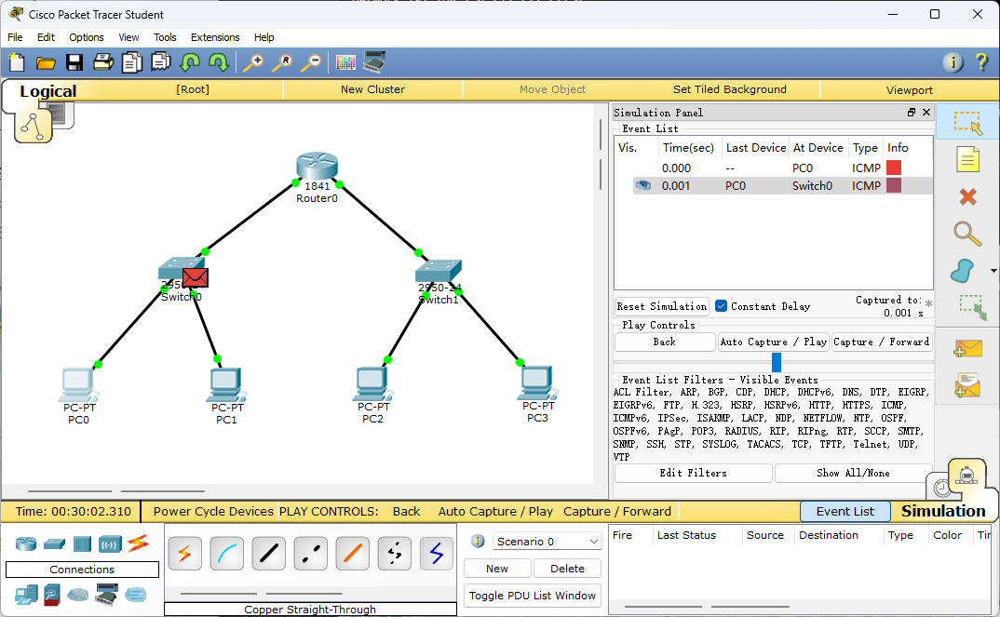 Cisco Packet Tracer Student
File Edit Options View Tools Extensions Help
Logical [Root] New Cluster Move Object Set Tiled Background Viewport
Simulation Panel
Event List
Vis. Time(sec) Last Device At Device Type Info
0.000 -- PC0 ICMP
0.001 PC0 Switch0 ICMP
1841
Router0
2950-24
Switch0
2950-24
Switch1
PC-PT
PC0
PC-PT
PC1
PC-PT
PC2
PC-PT
PC3
Reset Simulation Constant Delay Captured to:
0.001 s
Play Controls
Back Auto Capture / Play Capture / Forward
Event List Filters - Visible Events
ACL Filter, ARP, BGP, CDP, DHCP, DHCPv6, DNS, DTP, EIGRP,
EIGRPv6, FTP, H.323, HSRP, HSRPv6, HTTP, HTTPS, ICMP,
ICMPv6, IPSec, ISAKMP, LACP, NDP, NETFLOW, NTP, OSPF,
OSPFv6, PAgP, POP3, RADIUS, RIP, RIPng, RTP, SCCP, SMTP,
SNMP, SSH, STP, SYSLOG, TACACS, TCP, TFTP, Telnet, UDP,
VTP
Edit Filters Show All/None
Time: 00:30:02.310 Power Cycle Devices PLAY CONTROLS: Back Auto Capture / Play Capture / Forward Event List Simulation
Connections
Copper Straight-Through
Scenario 0
New Delete
Toggle PDU List Window
Fire Last Status Source Destination Type Color Tir